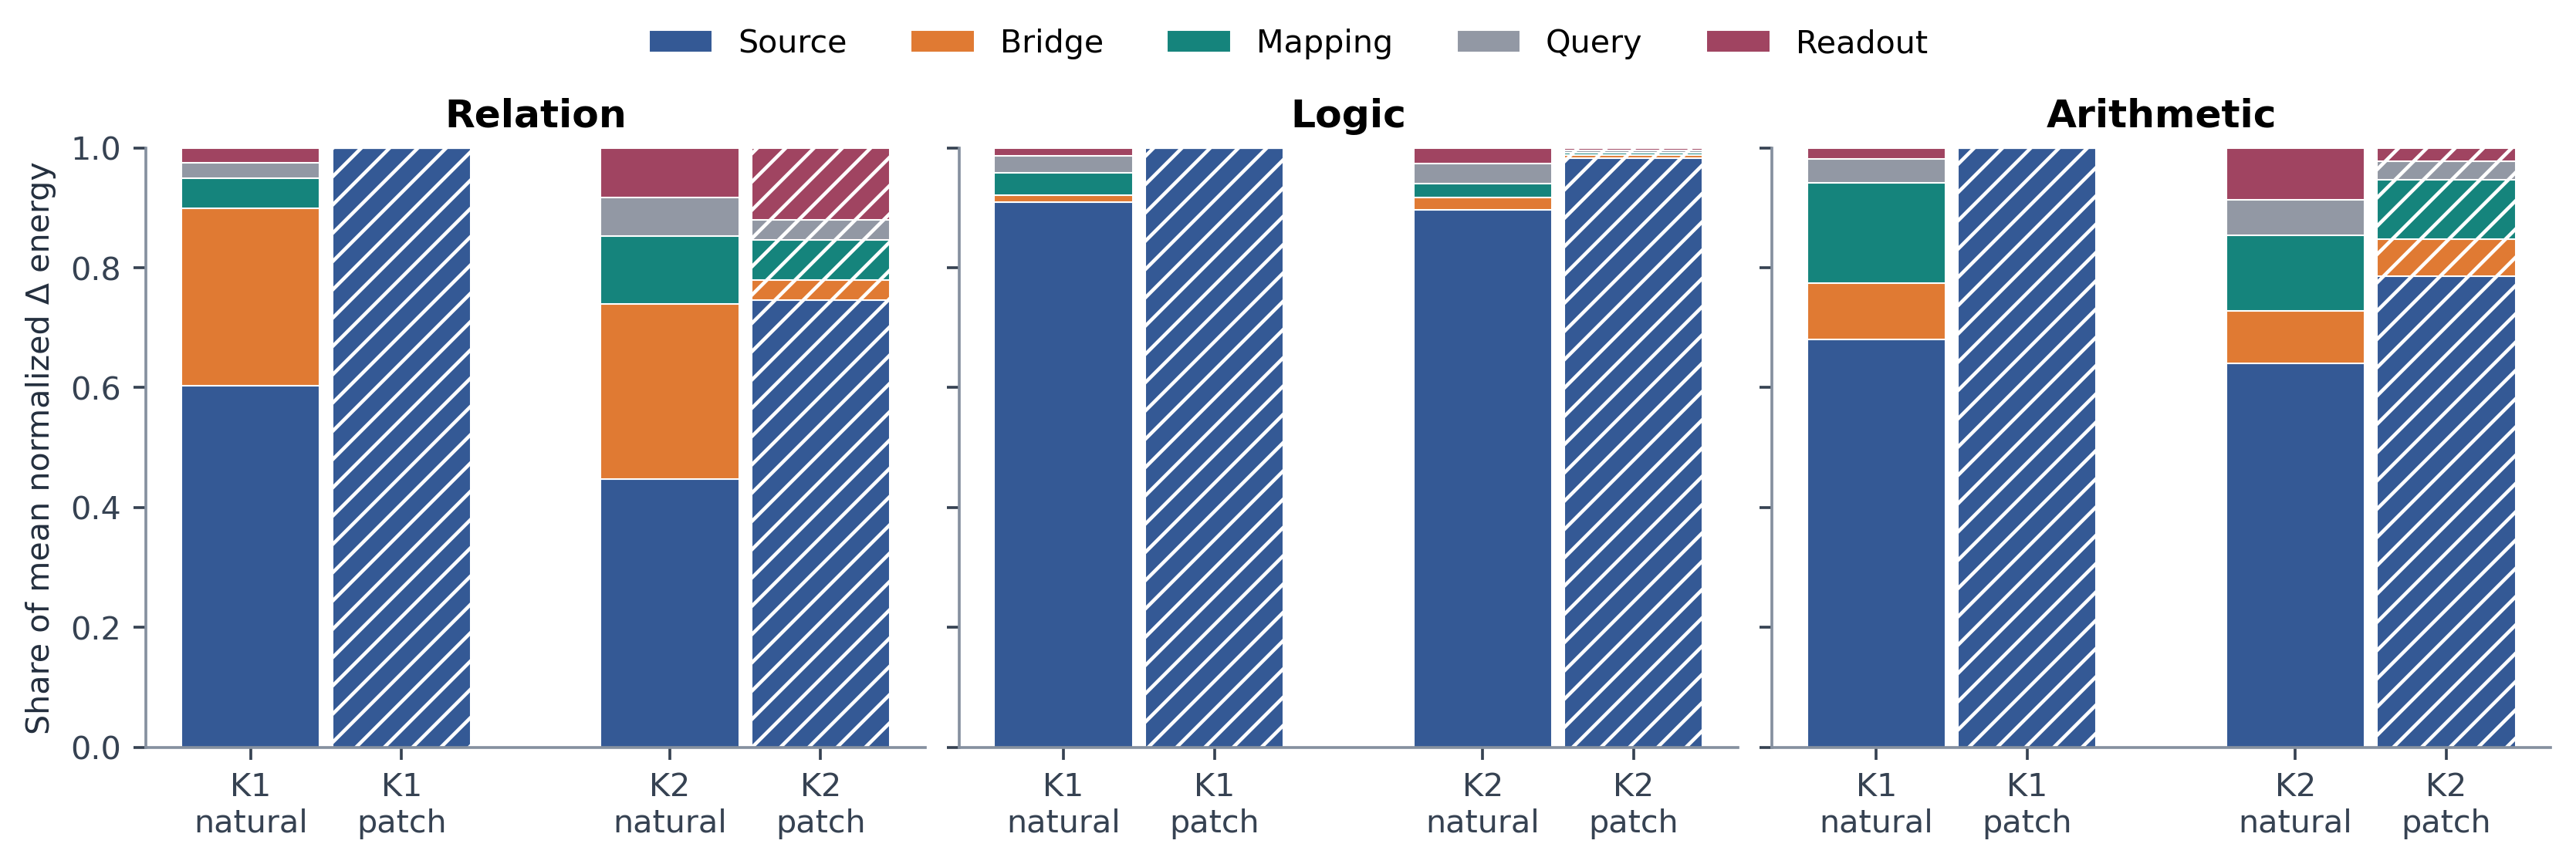 Source Bridge Mapping Query Readout
Relation Logic Arithmetic
Share of mean normalized Δ energy
1.0
0.8
0.6
0.4
0.2
0.0
K1 natural
K1 patch
K2 natural
K2 patch
K1 natural
K1 patch
K2 natural
K2 patch
K1 natural
K1 patch
K2 natural
K2 patch